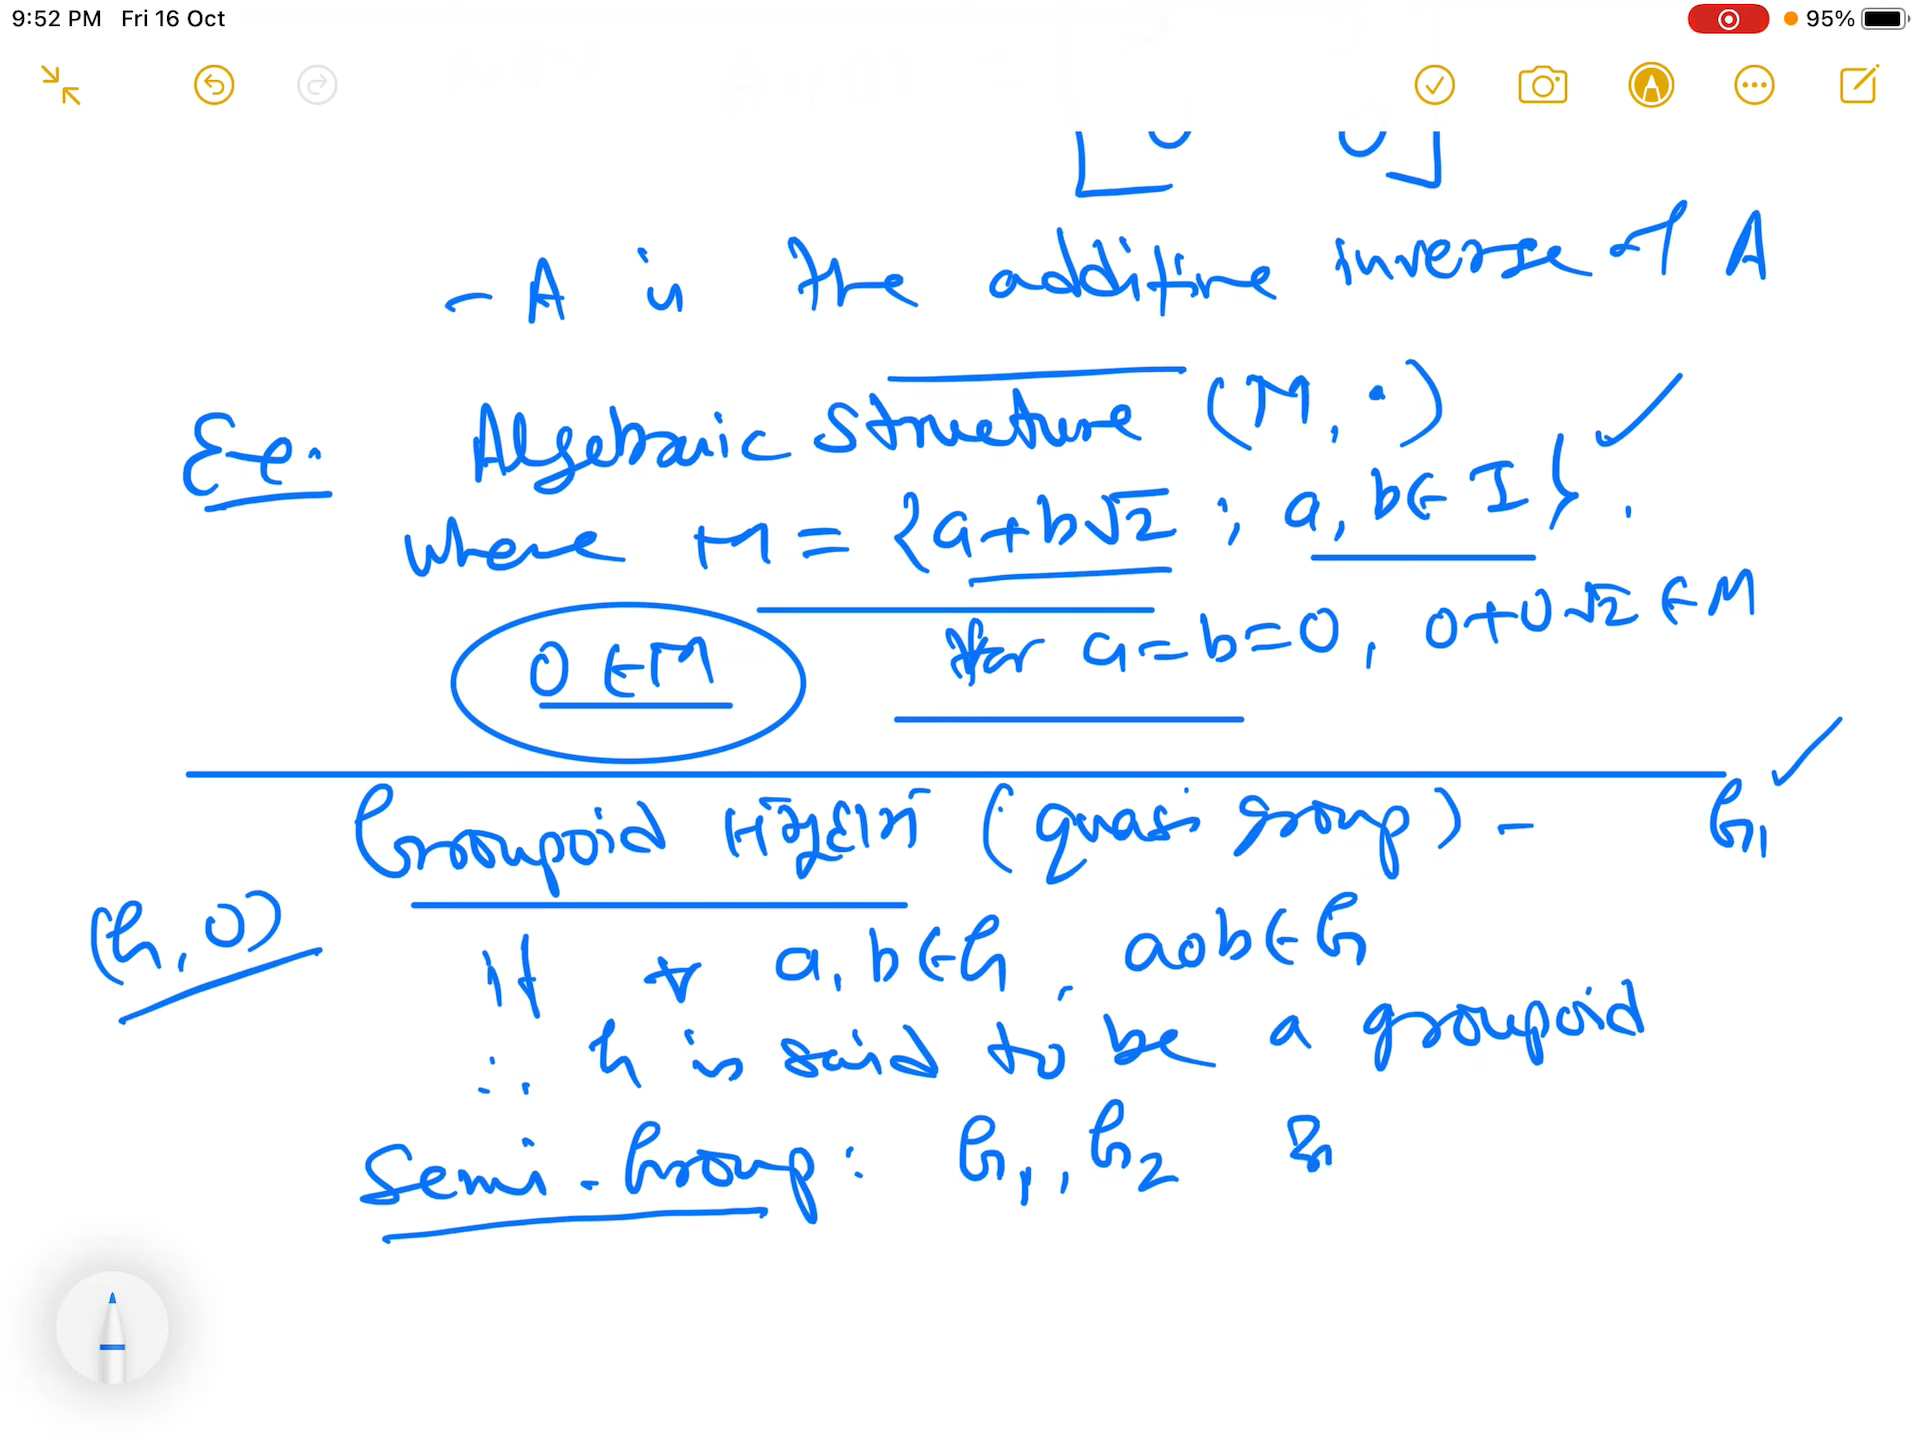 9:52 PM Fri 16 Oct 95%
- A is the additive inverse of A
Ex. Algebraic structure (M, ·)
where M = {a+b√2 ; a, b ∈ I}.
0 ∈ M for a=b=0, 0+0√2 ∈ M
Groupoid (quasi group) - G1
(G, o) if ∀ a, b ∈ G, aob ∈ G
∴ G is said to be a groupoid
Semi-Group: G1, G2